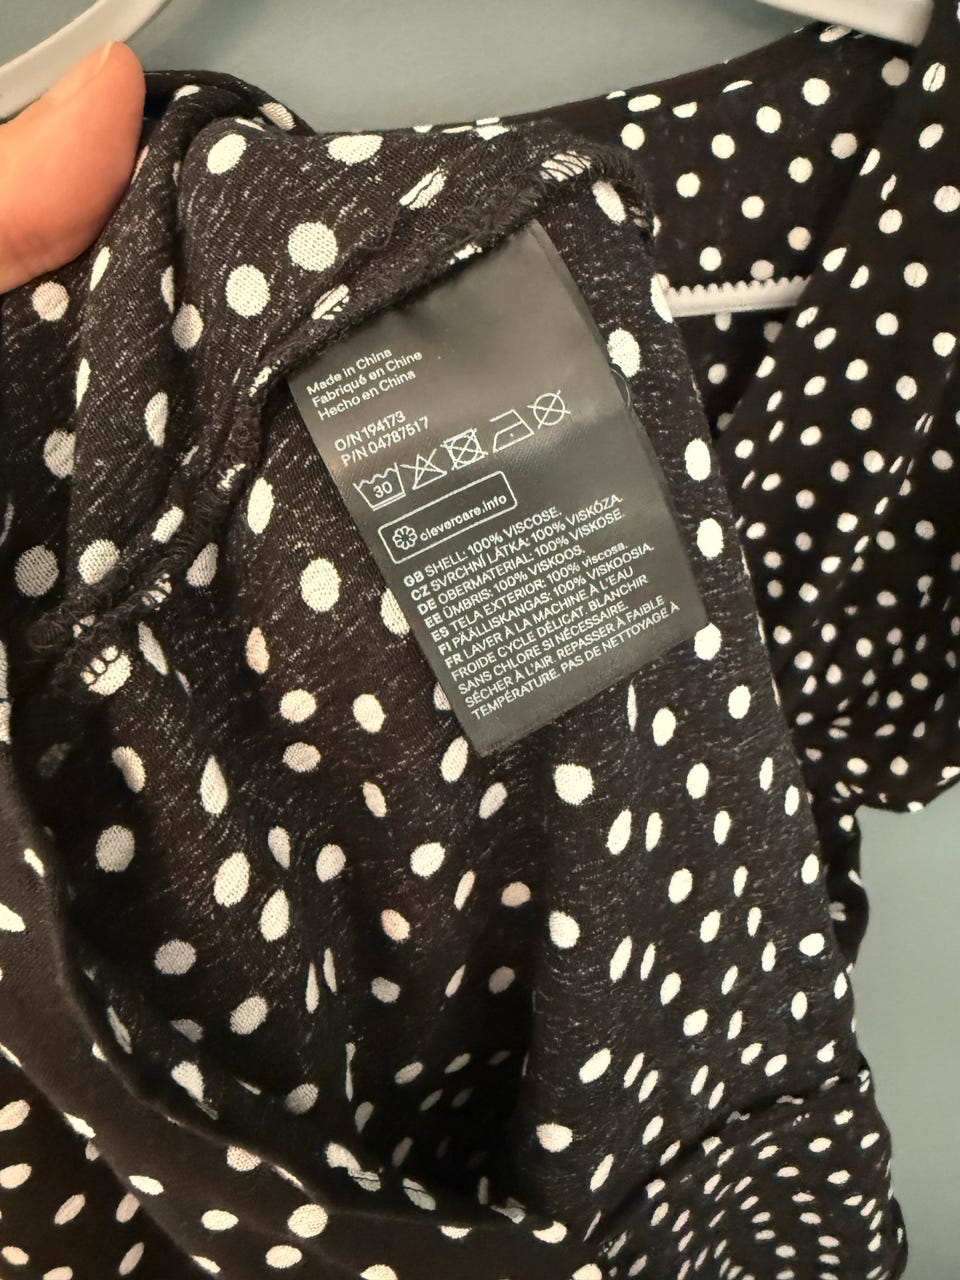 Made in China
Fabriqué en Chine
Hecho en China
O/N 194173
P/N 04787517
30
clevercare.info
GB SHELL: 100% VISCOSE.
CZ SVRCHNÍ LÁTKA: 100% VISKÓZA.
DE OBERMATERIAL: 100% VISKOSE.
EE ÜMBRIS: 100% VISKOOS.
ES TELA EXTERIOR: 100% viscosa.
FI PÄÄLLISKANGAS: 100% VISKOOSIA.
FR LAVER À LA MACHINE À L'EAU
FROIDE CYCLE DÉLICAT. BLANCHIR
SANS CHLORE SI NÉCESSAIRE.
SÉCHER À L'AIR. REPASSER À FAIBLE
TEMPÉRATURE. PAS DE NETTOYAGE À